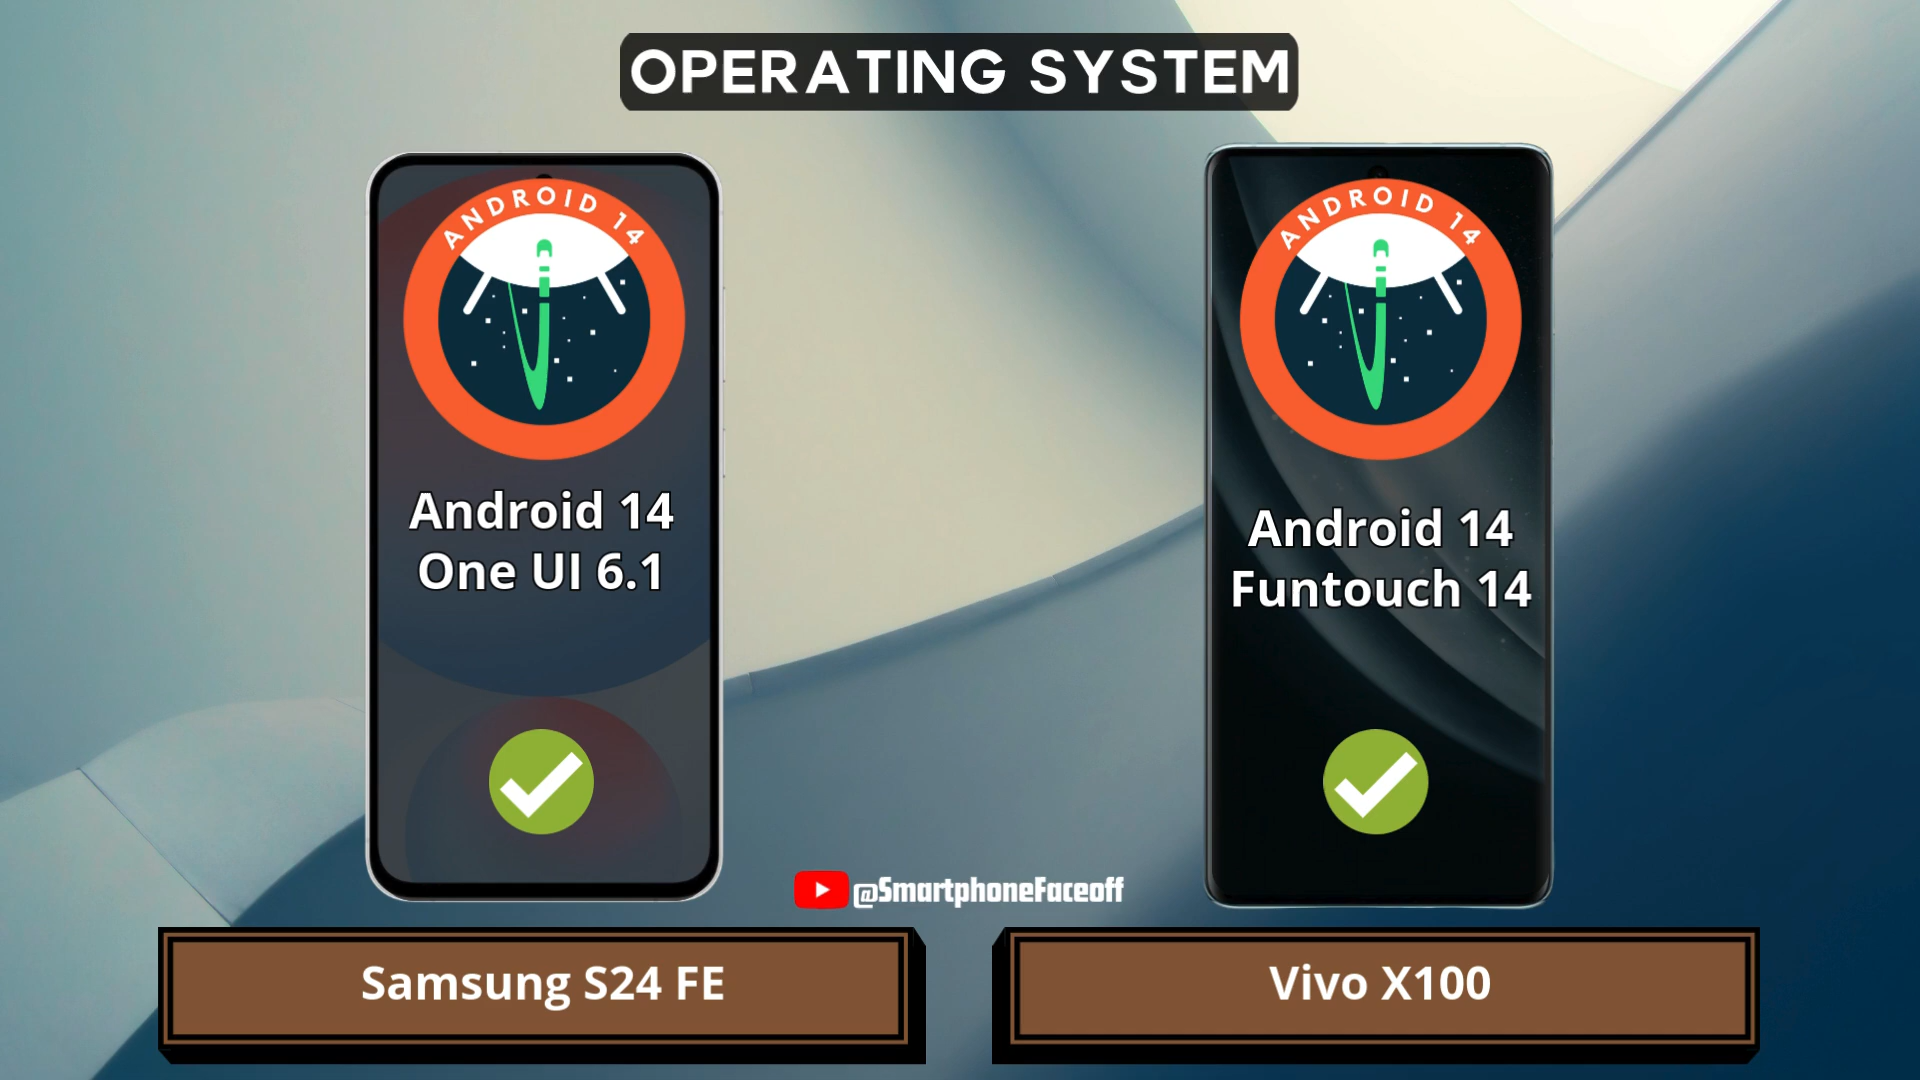 OPERATING SYSTEM
ANDROID 14
Android 14
One UI 6.1
ANDROID 14
Android 14
Funtouch 14
@SmartphoneFaceoff
Samsung S24 FE
Vivo X100